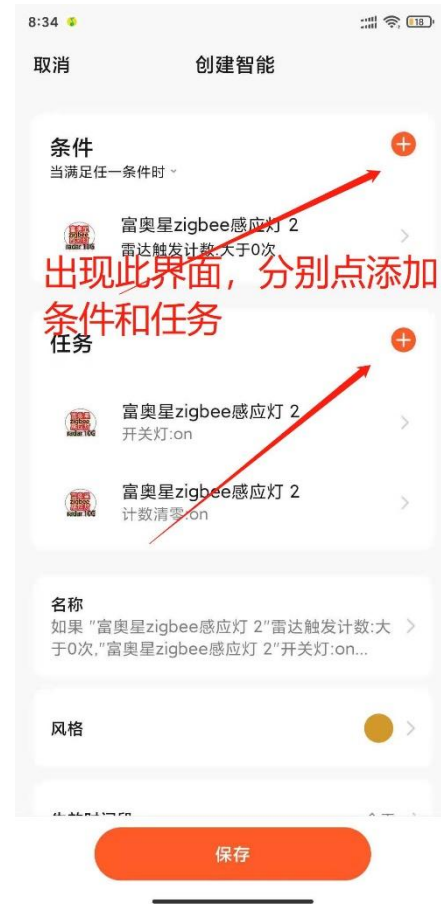 8:34
18
取消
创建智能
条件
当满足任一条件时
富奥星zigbee感应灯 2
雷达触发计数:大于0次
出现此界面，分别点添加
条件和任务
任务
富奥星zigbee感应灯 2
开关灯:on
富奥星zigbee感应灯 2
计数清零:on
名称
如果 "富奥星zigbee感应灯 2"雷达触发计数:大
于0次,"富奥星zigbee感应灯 2"开关灯:on...
风格
保存